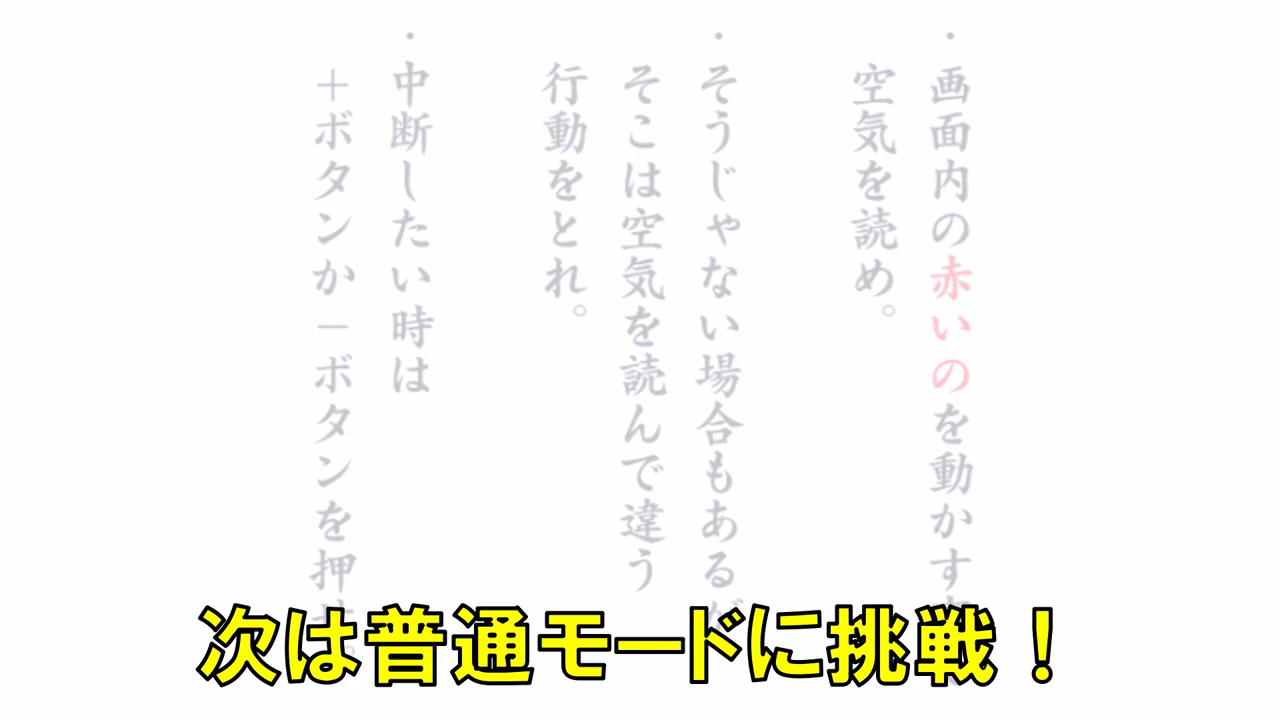 ・画面内の赤いのを動かす
空気を読め。
・そうじゃない場合もあるが
そこは空気を読んで違う
行動をとれ。
・中断したい時は
＋ボタンか－ボタンを押せ。
次は普通モードに挑戦！